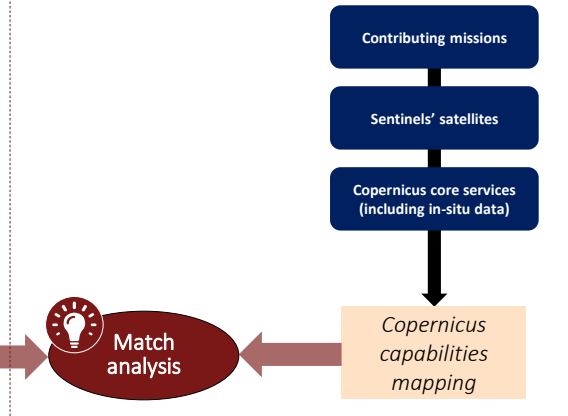 Contributing missions
Sentinels' satellites
Copernicus core services
(including in-situ data)
Match
analysis
Copernicus
capabilities
mapping